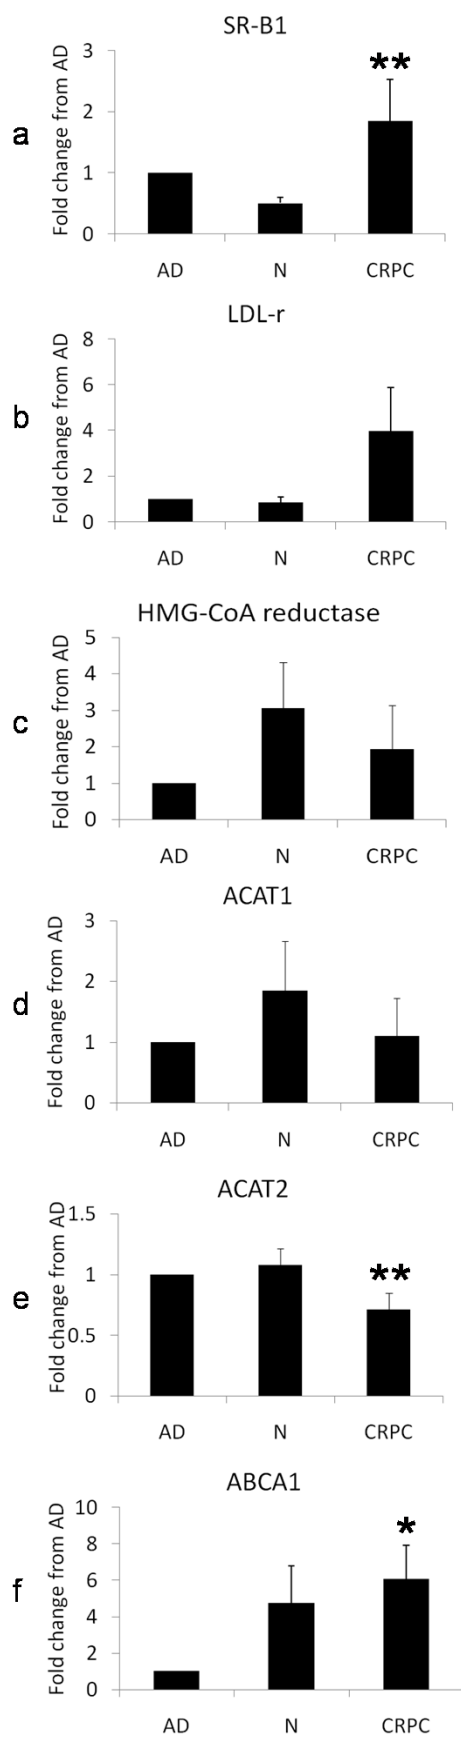 SR-B1
a
Fold change from AD
3
2
1
0
**
AD N CRPC
LDL-r
b
Fold change from AD
8
6
4
2
0
AD N CRPC
HMG-CoA reductase
c
Fold change from AD
5
4
3
2
1
0
AD N CRPC
ACAT1
d
Fold change from AD
3
2
1
0
AD N CRPC
ACAT2
e
Fold change from AD
1.5
1
0.5
0
**
AD N CRPC
ABCA1
f
Fold change from AD
10
8
6
4
2
0
*
AD N CRPC